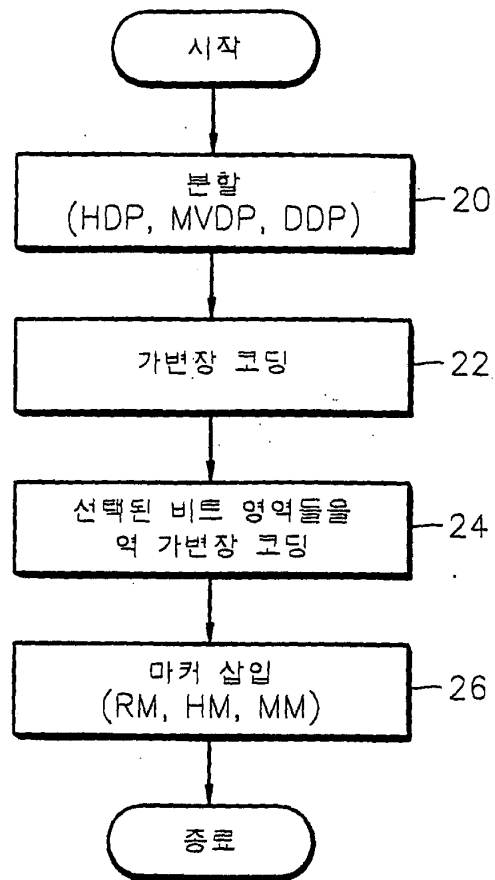 시작
분할
(HDP, MVDP, DDP)
20
가변장 코딩
22
선택된 비트 영역들을
역 가변장 코딩
24
마커 삽입
(RM, HM, MM)
26
종료